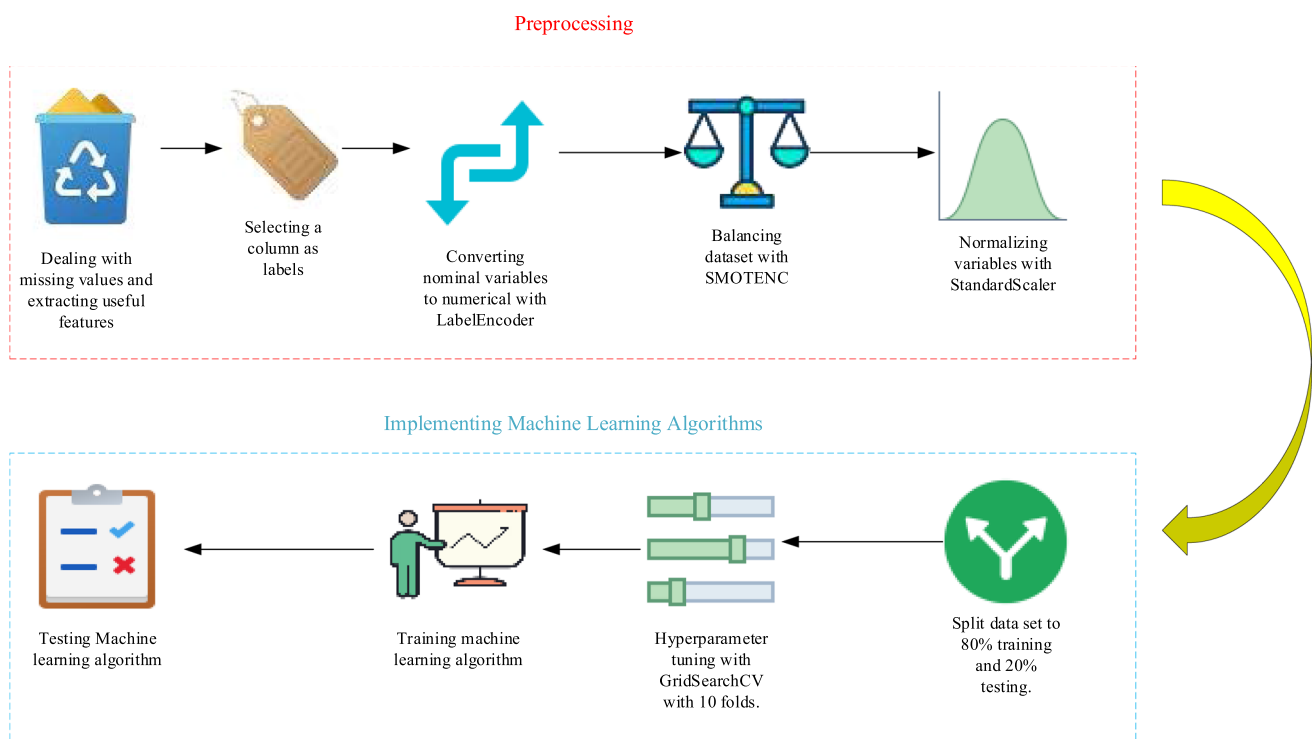 Preprocessing
Dealing with
missing values and
extracting useful
features
Selecting a
column as
labels
Converting
nominal variables
to numerical with
LabelEncoder
Balancing
dataset with
SMOTENC
Normalizing
variables with
StandardScaler
Implementing Machine Learning Algorithms
Testing Machine
learning algorithm
Training machine
learning algorithm
Hyperparameter
tuning with
GridSearchCV
with 10 folds.
Split data set to
80% training
and 20%
testing.